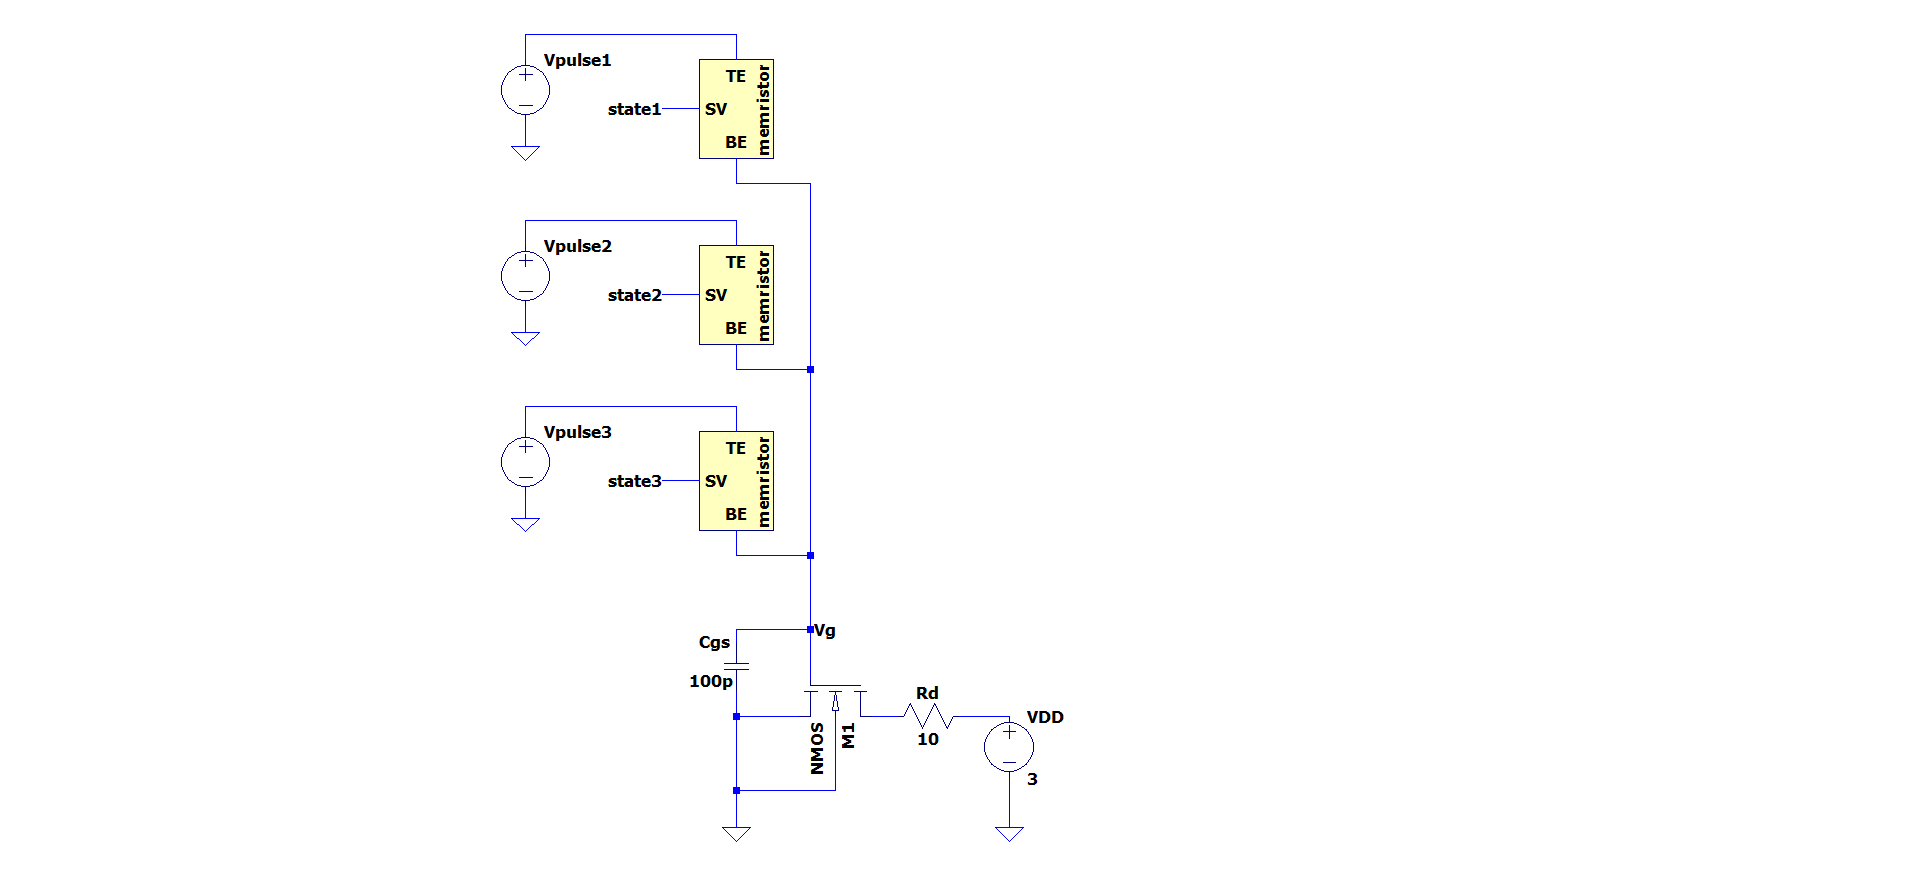 Vpulse1
TE
memristor
state1
SV
BE
Vpulse2
TE
memristor
state2
SV
BE
Vpulse3
TE
memristor
state3
SV
BE
Vg
Cgs
100p
NMOS
M1
Rd
10
VDD
3